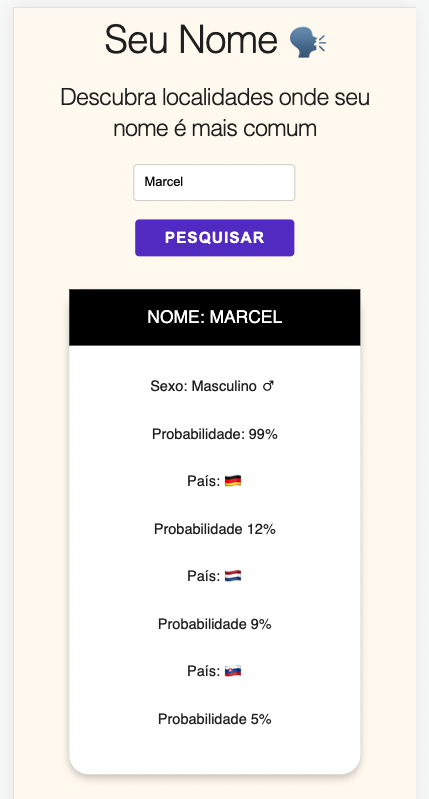 Seu Nome 🗣️
Descubra localidades onde seu
nome é mais comum
Marcel
PESQUISAR
NOME: MARCEL
Sexo: Masculino ♂
Probabilidade: 99%
País: 🇩🇪
Probabilidade 12%
País: 🇳🇱
Probabilidade 9%
País: 🇸🇰
Probabilidade 5%